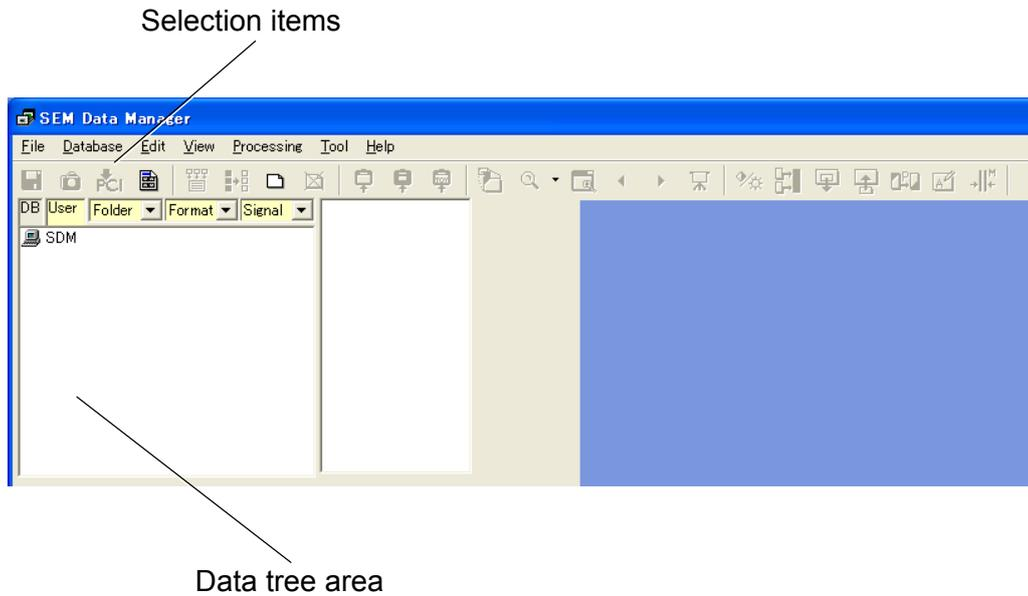 Selection items
SEM Data Manager
File Database Edit View Processing Tool Help
PCI
DB User Folder Format Signal
SDM
Data tree area